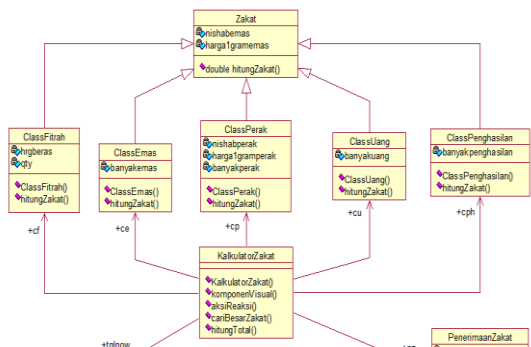 Zakat
nishabemas
harga1gramemas
double hitungZakat()
ClassFitrah
hrgberas
qty
ClassFitrah()
hitungZakat()
ClassEmas
banyakemas
ClassEmas()
hitungZakat()
ClassPerak
nishabperak
harga1gramperak
banyakperak
ClassPerak()
hitungZakat()
ClassUang
banyakuang
ClassUang()
hitungZakat()
ClassPenghasilan
banyakpenghasilan
ClassPenghasilan()
hitungZakat()
+cf
+ce
+cp
+cu
+cph
KalkulatorZakat
KalkulatorZakat()
komponenVisual()
aksiReaksi()
cariBesarZakat()
hitungTotal()
+tglnow
PenerimaanZakat